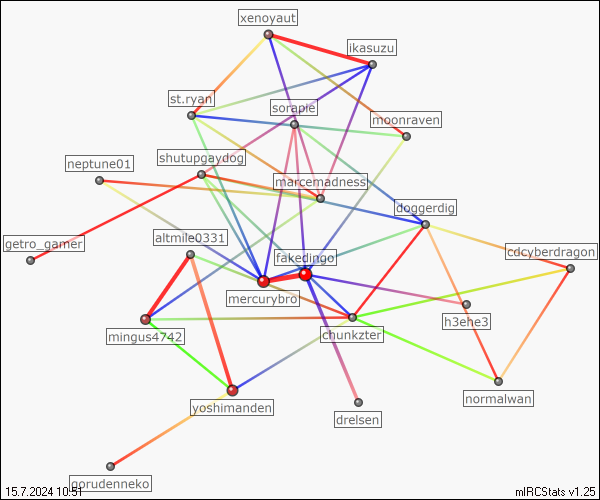 xenoyaut
ikasuzu
st.ryan
sorapie
moonraven
shutupgaydog
neptune01
marcemadness
doggerdig
altmile0331
getro_gamer
fakedingo
cdcyberdragon
mercurybro
h3ehe3
mingus4742
chunkzter
normalwan
yoshimanden
drelsen
gorudenneko
15.7.2024 10:51
mIRCStats v1.25